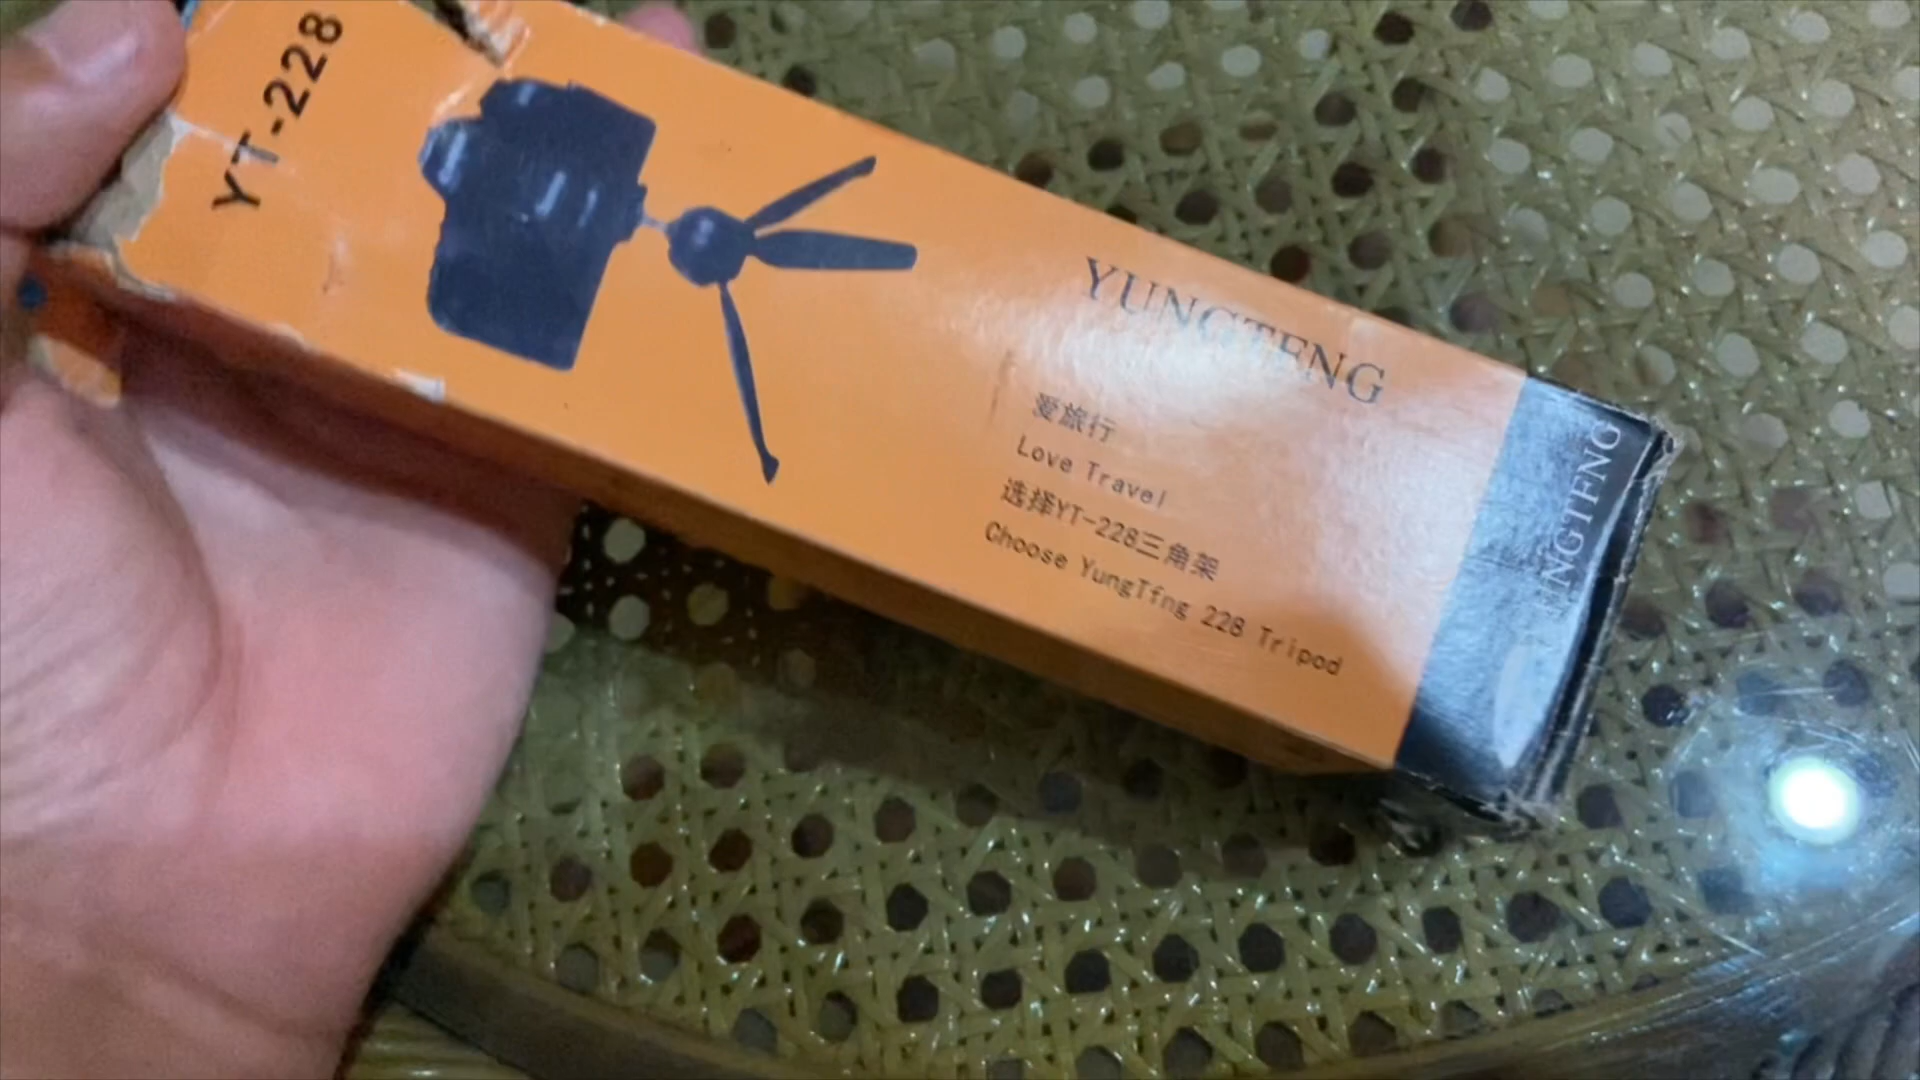 YT-228
YUNGTENG
爱旅行
Love Travel
选择YT-228三角架
Choose YungTfng 228 Tripod